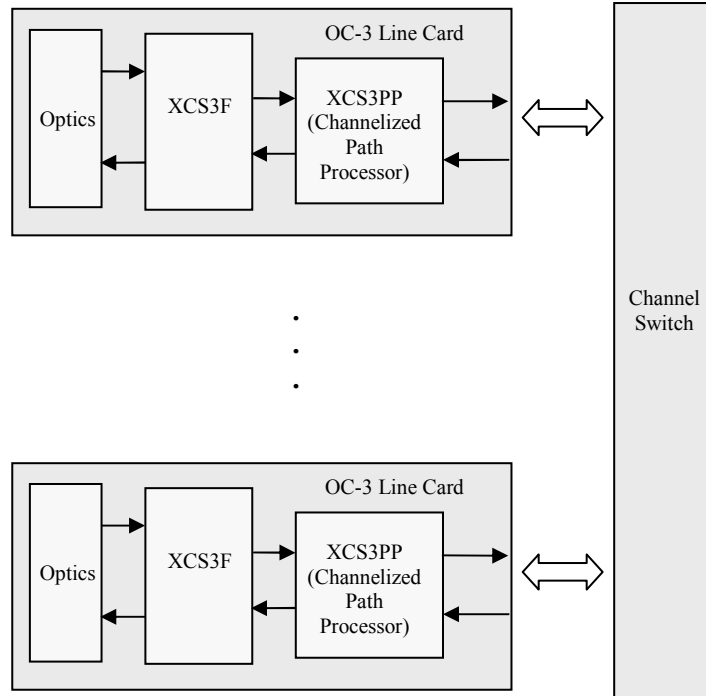 OC-3 Line Card
Optics
XCS3F
XCS3PP
(Channelized
Path
Processor)
Channel
Switch
OC-3 Line Card
Optics
XCS3F
XCS3PP
(Channelized
Path
Processor)